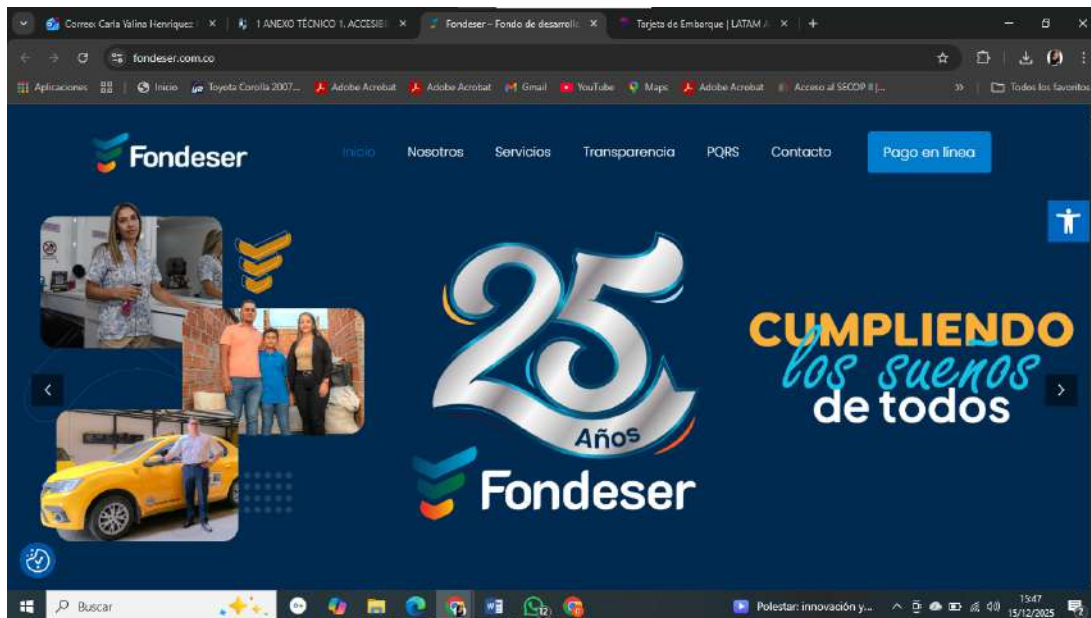 Correo: Carla Yalina Henriquez
1 ANEXO TÉCNICO 1. ACCESIBI
Fondeser – Fondo de desarrollo
Tarjeta de Embarque | LATAM A
fondeser.com.co
Aplicaciones
Inicio
Toyota Corolla 2007...
Adobe Acrobat
Adobe Acrobat
Gmail
YouTube
Maps
Adobe Acrobat
Acceso al SECOP II |...
Todos los favoritos
Fondeser
Inicio
Nosotros
Servicios
Transparencia
PQRS
Contacto
Pago en línea
25
Años
Fondeser
CUMPLIENDO
los sueños
de todos
Buscar
12
Polestar: innovación y...
15:47
15/12/2025